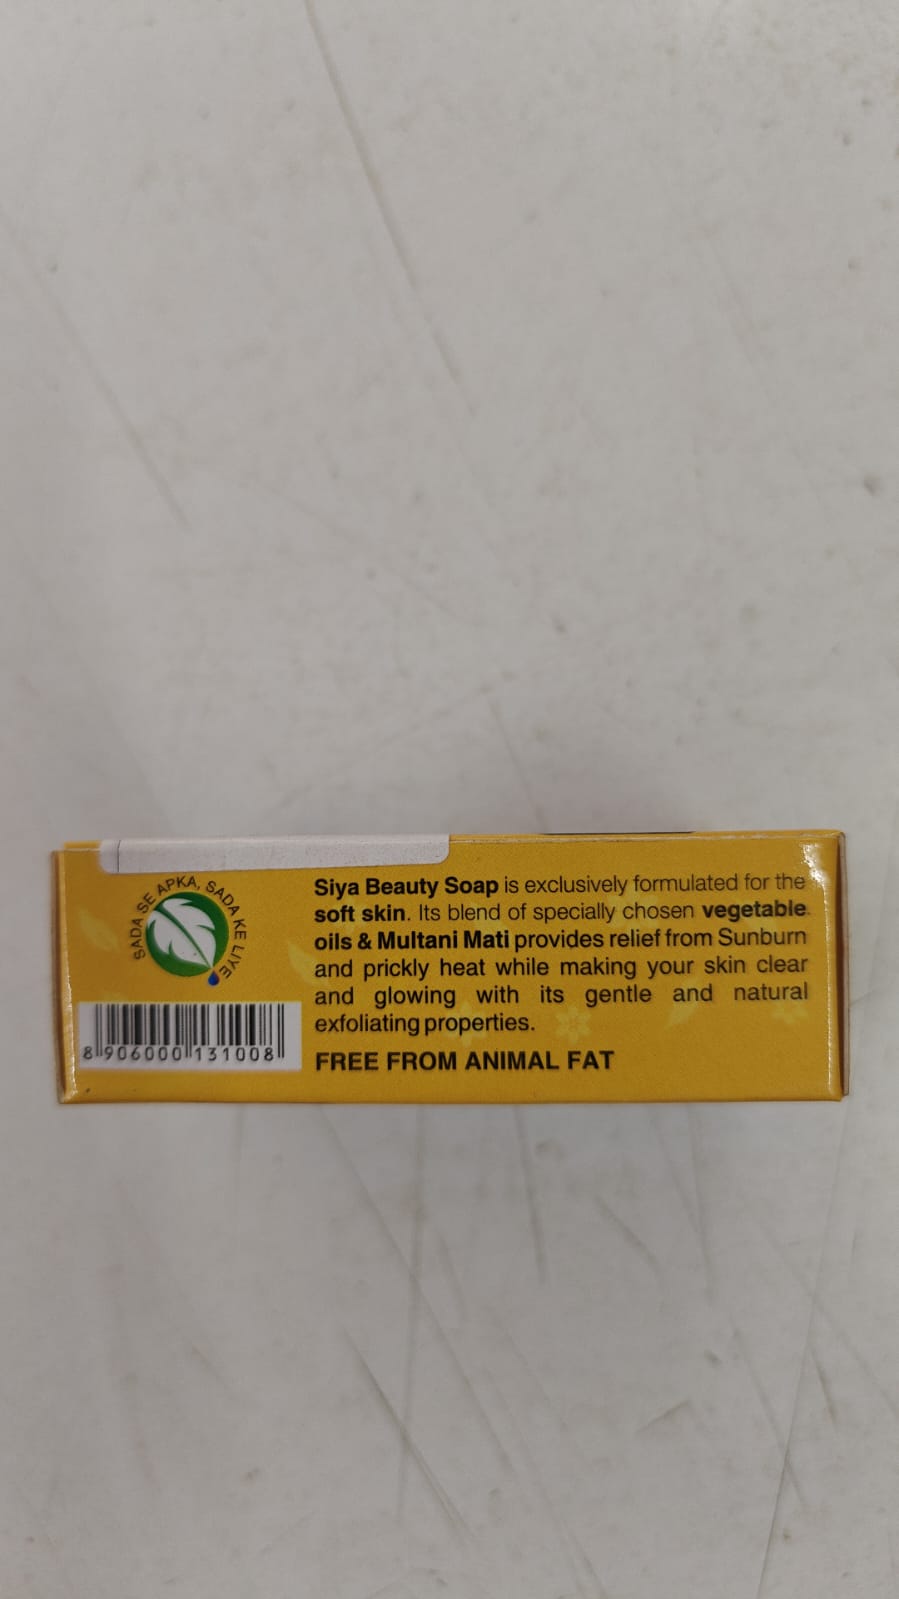 SADA SE APKA, SADA KE LIYE
8 906000 131008
Siya Beauty Soap is exclusively formulated for the
soft skin. Its blend of specially chosen vegetable
oils & Multani Mati provides relief from Sunburn
and prickly heat while making your skin clear
and glowing with its gentle and natural
exfoliating properties.
FREE FROM ANIMAL FAT